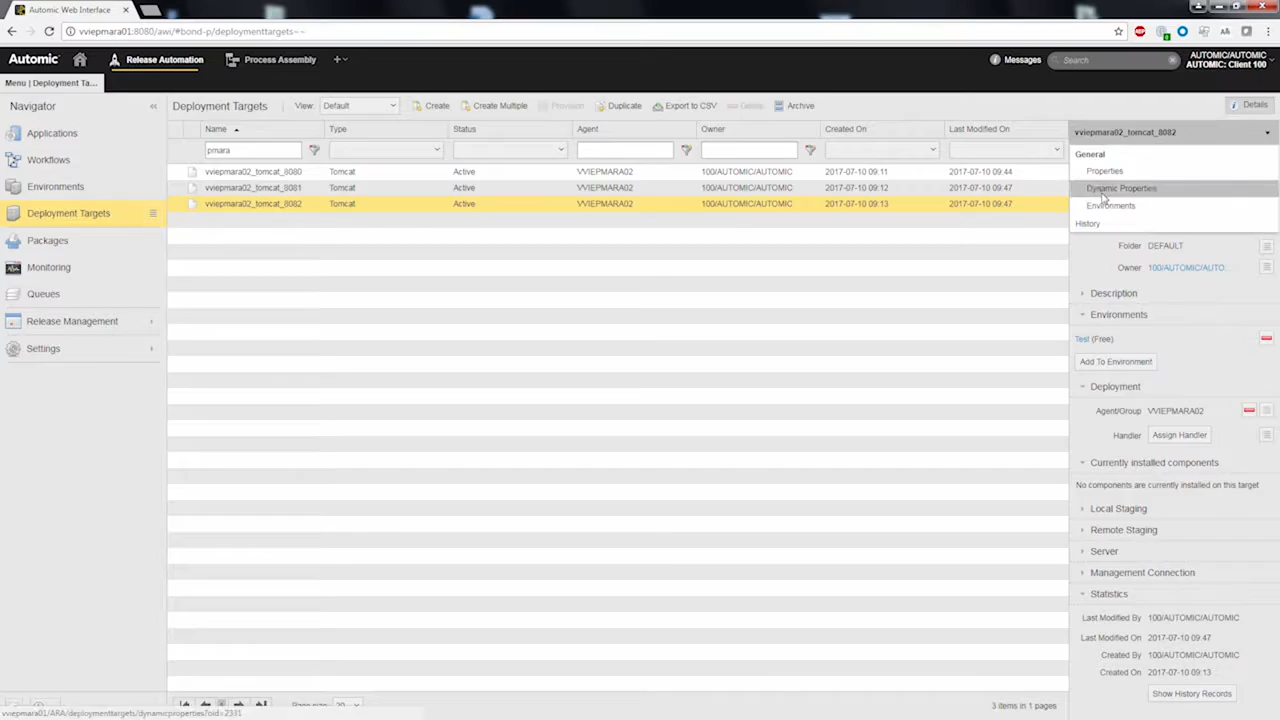 Automic Web Interface
vviepmara01:8080/awi/#bond-p/deploymenttargets~~
Automic Release Automation Process Assembly Messages Search AUTOMIC/AUTOMIC
AUTOMIC: Client 100
Menu | Deployment Ta...
Navigator
Applications
Workflows
Environments
Deployment Targets
Packages
Monitoring
Queues
Release Management
Settings
Deployment Targets View: Default Create Create Multiple Provision Duplicate Export to CSV Delete Archive Details
Name Type Status Agent Owner Created On Last Modified On
pmara
vviepmara02_tomcat_8080 Tomcat Active VVIEPMARA02 100/AUTOMIC/AUTOMIC 2017-07-10 09:11 2017-07-10 09:44
vviepmara02_tomcat_8081 Tomcat Active VVIEPMARA02 100/AUTOMIC/AUTOMIC 2017-07-10 09:12 2017-07-10 09:47
vviepmara02_tomcat_8082 Tomcat Active VVIEPMARA02 100/AUTOMIC/AUTOMIC 2017-07-10 09:13 2017-07-10 09:47
vviepmara02_tomcat_8082
General
Properties
Dynamic Properties
Environments
History
Folder DEFAULT
Owner 100/AUTOMIC/AUTO...
Description
Environments
Test (Free)
Add To Environment
Deployment
Agent/Group VVIEPMARA02
Handler Assign Handler
Currently installed components
No components are currently installed on this target
Local Staging
Remote Staging
Server
Management Connection
Statistics
Last Modified By 100/AUTOMIC/AUTOMIC
Last Modified On 2017-07-10 09:47
Created By 100/AUTOMIC/AUTOMIC
Created On 2017-07-10 09:13
Show History Records
Page size: 20 3 items in 1 pages
vviepmara01/ARA/deploymenttargets/dynamicproperties?oid=2331